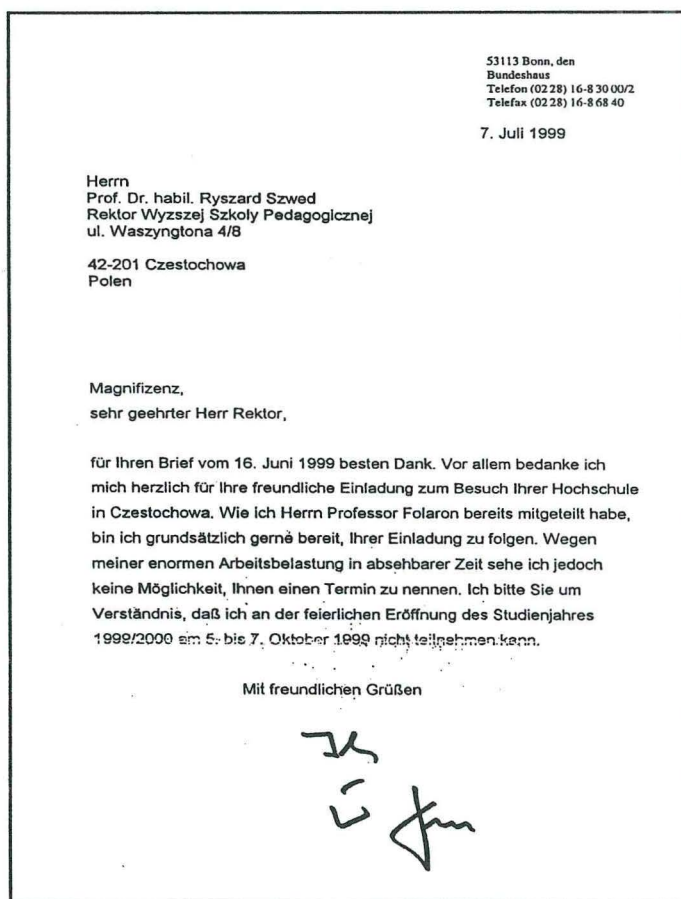 53113 Bonn, den
Bundeshaus
Telefon (02 28) 16-8 30 00/2
Telefax (02 28) 16-8 68 40
7. Juli 1999
Herrn
Prof. Dr. habil. Ryszard Szwed
Rektor Wyzszej Szkoly Pedagogicznej
ul. Waszyngtona 4/8
42-201 Czestochowa
Polen
Magnifizenz,
sehr geehrter Herr Rektor,
für Ihren Brief vom 16. Juni 1999 besten Dank. Vor allem bedanke ich
mich herzlich für Ihre freundliche Einladung zum Besuch Ihrer Hochschule
in Czestochowa. Wie ich Herrn Professor Folaron bereits mitgeteilt habe,
bin ich grundsätzlich gerne bereit, Ihrer Einladung zu folgen. Wegen
meiner enormen Arbeitsbelastung in absehbarer Zeit sehe ich jedoch
keine Möglichkeit, Ihnen einen Termin zu nennen. Ich bitte Sie um
Verständnis, daß ich an der feierlichen Eröffnung des Studienjahres
1999/2000 am 5. bis 7. Oktober 1999 nicht teilnehmen kann.
Mit freundlichen Grüßen